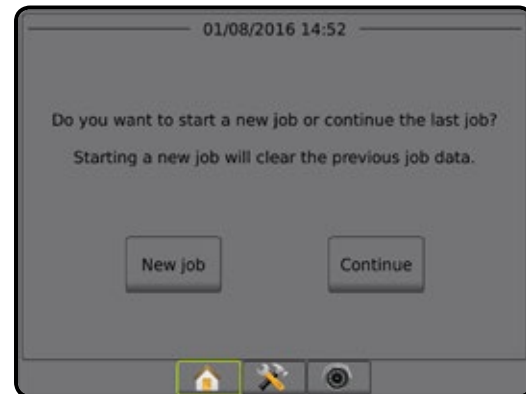 01/08/2016 14:52
Do you want to start a new job or continue the last job?
Starting a new job will clear the previous job data.
New job
Continue